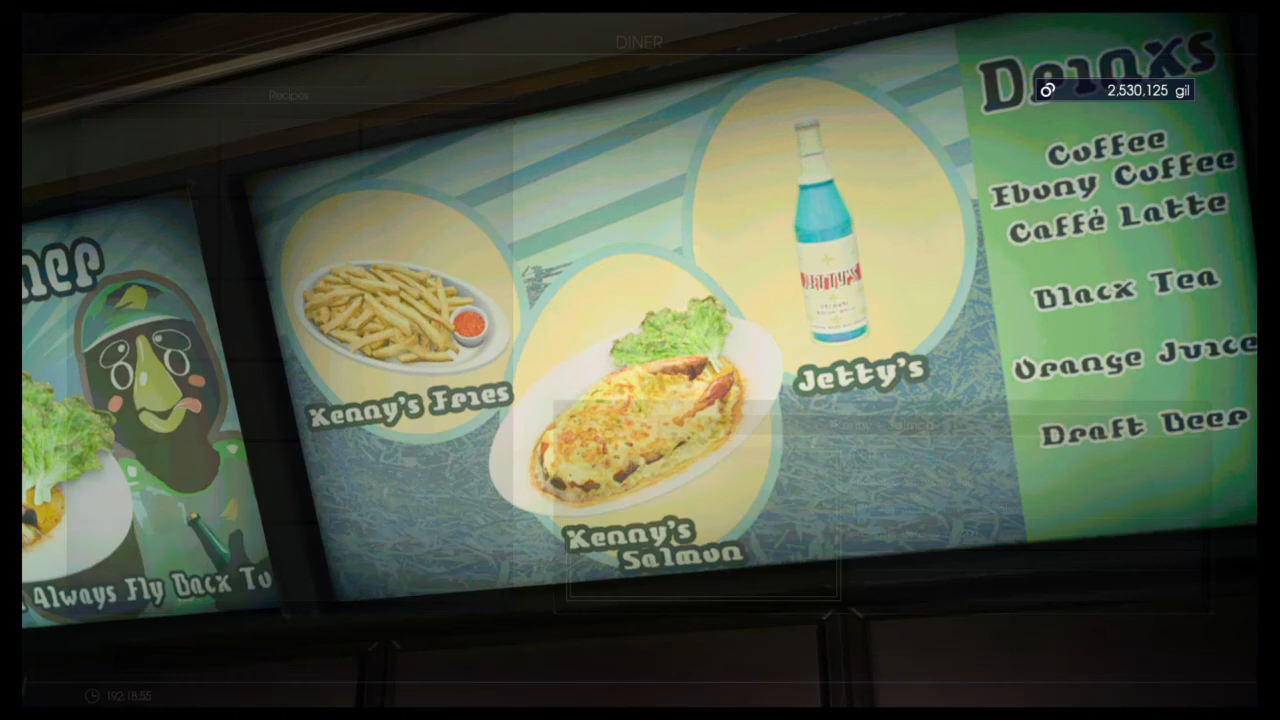 DINER
Recipes
2,530,125 gil
Drinks
Coffee
Ebony Coffee
Caffè Latte
Black Tea
Orange Juice
Draft Beer
Jetty's
Kenny's Fries
Kenny's
Salmon
Always Fly Back To
192:18:55